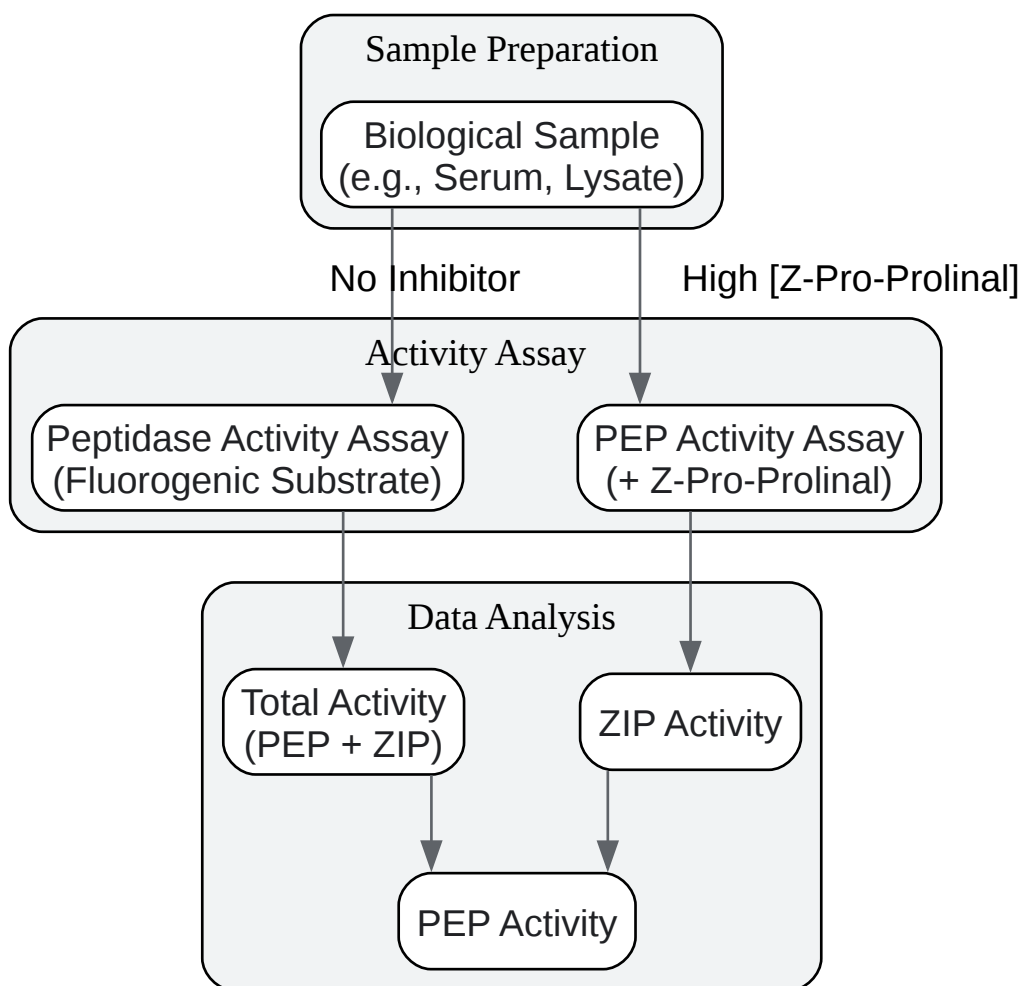 Sample Preparation
Biological Sample
(e.g., Serum, Lysate)
No Inhibitor
High [Z-Pro-Prolinal]
Activity Assay
Peptidase Activity Assay
(Fluorogenic Substrate)
PEP Activity Assay
(+ Z-Pro-Prolinal)
Data Analysis
Total Activity
(PEP + ZIP)
ZIP Activity
PEP Activity